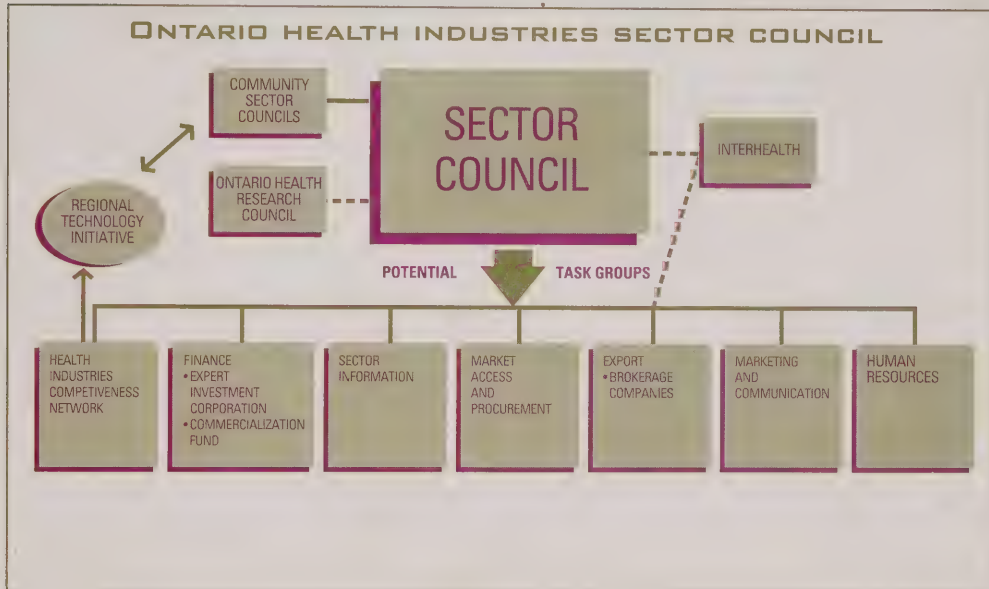 ONTARIO HEALTH INDUSTRIES SECTOR COUNCIL
COMMUNITY
SECTOR
COUNCILS
SECTOR
COUNCIL
INTERHEALTH
ONTARIO HEALTH
RESEARCH
COUNCIL
REGIONAL
TECHNOLOGY
INITIATIVE
POTENTIAL TASK GROUPS
HEALTH
INDUSTRIES
COMPETIVENESS
NETWORK
FINANCE
• EXPERT
INVESTMENT
CORPORATION
• COMMERCIALIZATION
FUND
SECTOR
INFORMATION
MARKET
ACCESS
AND
PROCUREMENT
EXPORT
• BROKERAGE
COMPANIES
MARKETING
AND
COMMUNICATION
HUMAN
RESOURCES